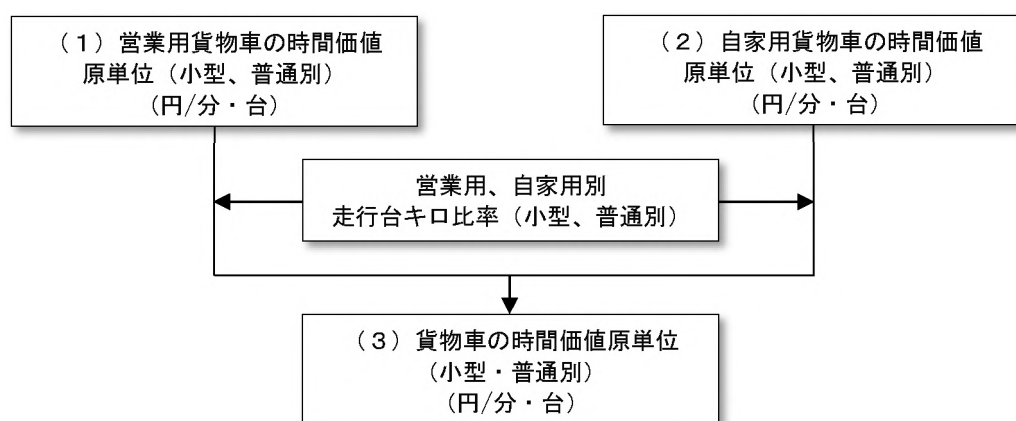 （１）営業用貨物車の時間価値
原単位（小型、普通別）
（円/分・台）
（２）自家用貨物車の時間価値
原単位（小型、普通別）
（円/分・台）
営業用、自家用別
走行台キロ比率（小型、普通別）
（３）貨物車の時間価値原単位
（小型・普通別）
（円/分・台）